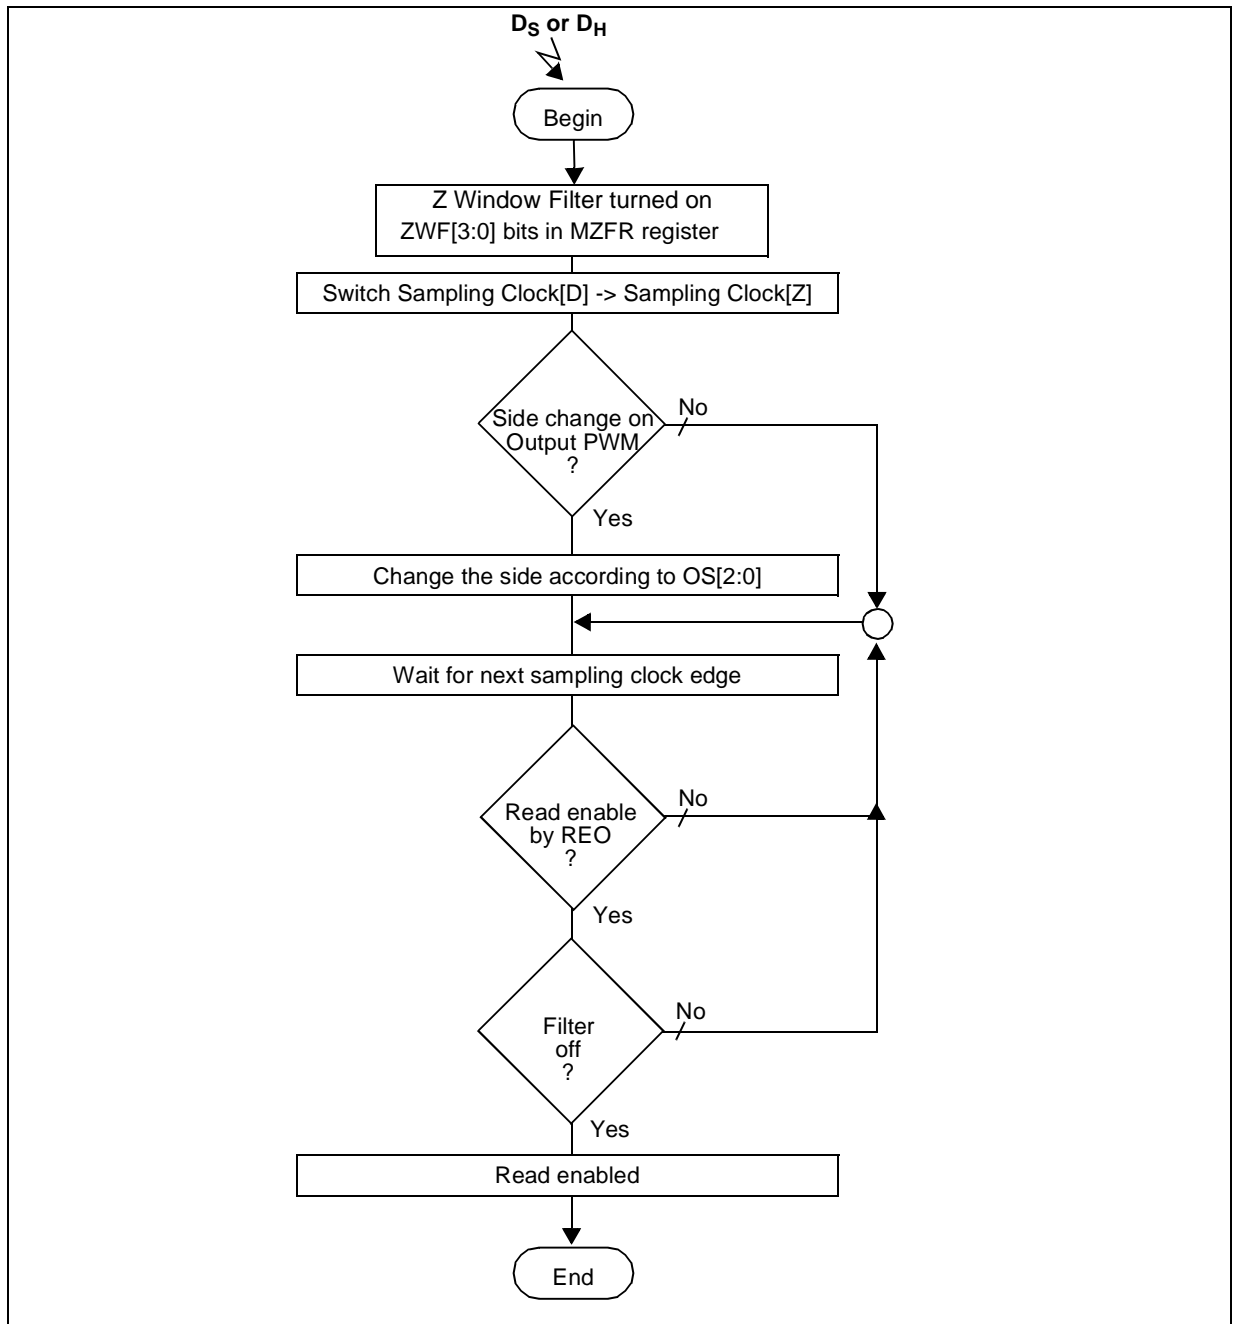 DS or DH
Begin
Z Window Filter turned on
ZWF[3:0] bits in MZFR register
Switch Sampling Clock[D] -> Sampling Clock[Z]
Side change on
Output PWM
?
No
Yes
Change the side according to OS[2:0]
Wait for next sampling clock edge
Read enable
by REO
?
No
Yes
Filter
off
?
No
Yes
Read enabled
End